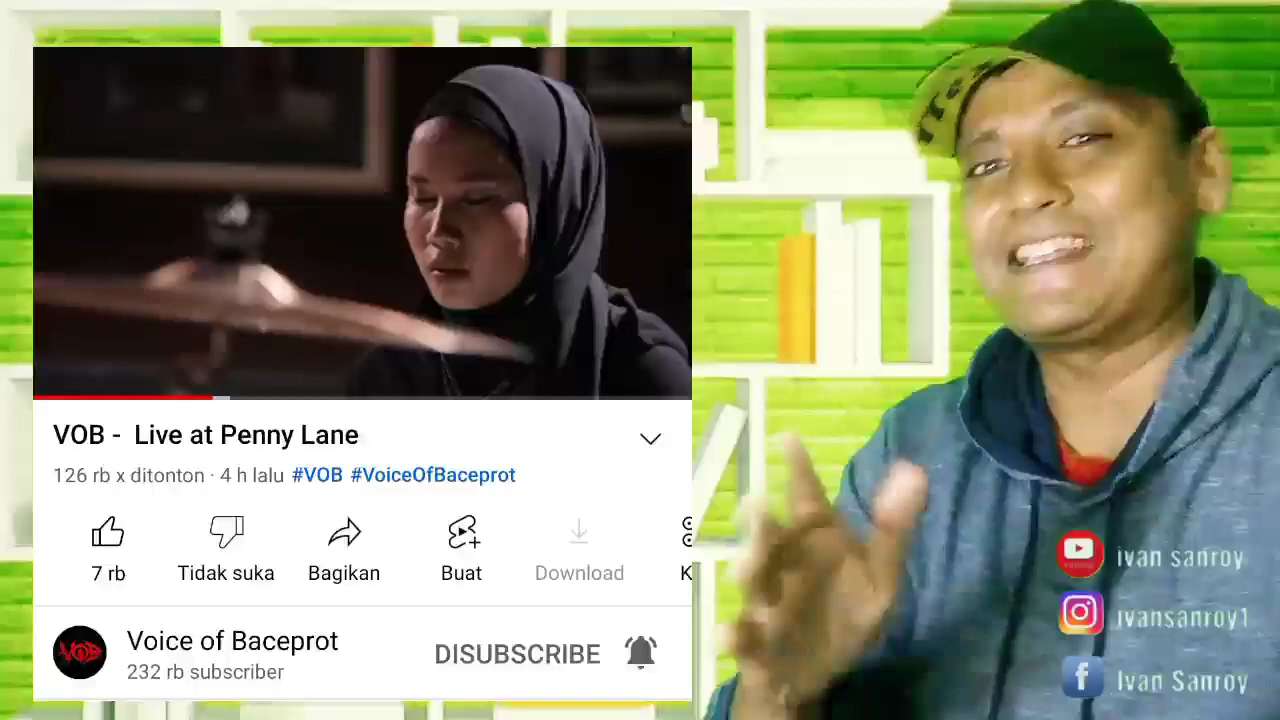 VOB - Live at Penny Lane
126 rb x ditonton · 4 h lalu #VOB #VoiceOfBaceprot
7 rb
Tidak suka
Bagikan
Buat
Download
K
VOB
Voice of Baceprot
DISUBSCRIBE
232 rb subscriber
ivan sanroy
ivansanroy1
Ivan Sanroy